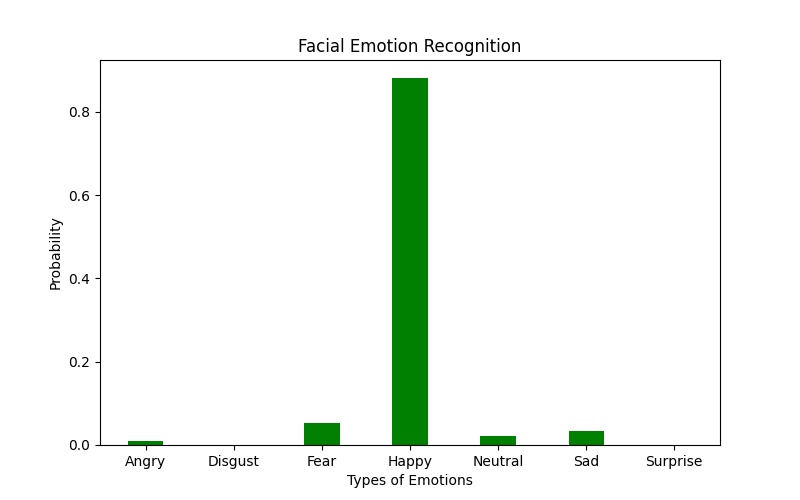 Facial Emotion Recognition
0.8
0.6
0.4
0.2
0.0
Probability
Angry Disgust Fear Happy Neutral Sad Surprise
Types of Emotions